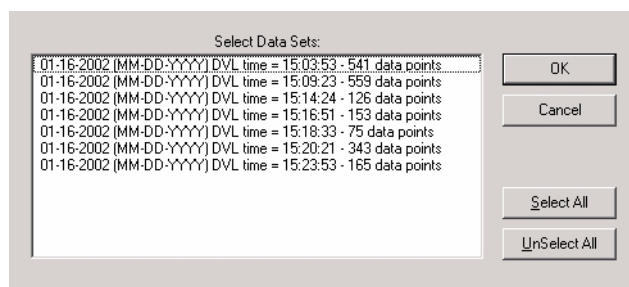 Select Data Sets:
01-16-2002 (MM-DD-YYYY) DVL time = 15:03:53 - 541 data points
01-16-2002 (MM-DD-YYYY) DVL time = 15:09:23 - 559 data points
01-16-2002 (MM-DD-YYYY) DVL time = 15:14:24 - 126 data points
01-16-2002 (MM-DD-YYYY) DVL time = 15:16:51 - 153 data points
01-16-2002 (MM-DD-YYYY) DVL time = 15:18:33 - 75 data points
01-16-2002 (MM-DD-YYYY) DVL time = 15:20:21 - 343 data points
01-16-2002 (MM-DD-YYYY) DVL time = 15:23:53 - 165 data points
OK
Cancel
Select All
UnSelect All